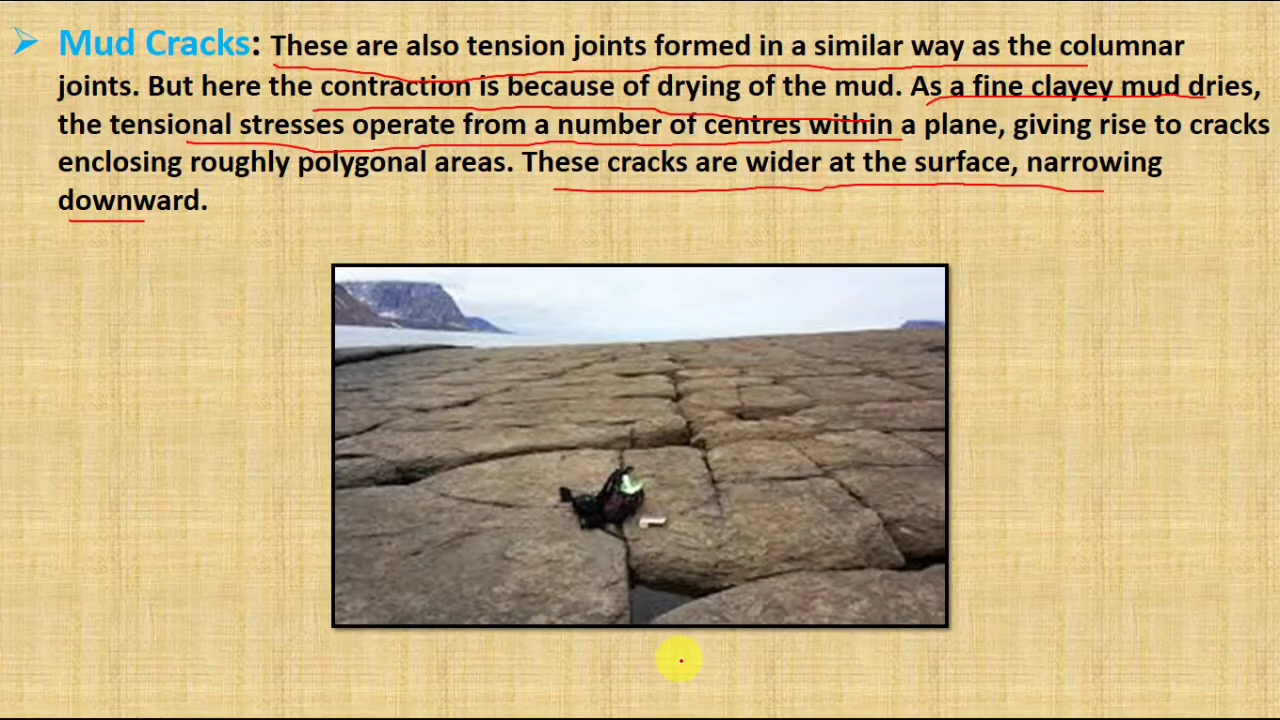 Mud Cracks: These are also tension joints formed in a similar way as the columnar
joints. But here the contraction is because of drying of the mud. As a fine clayey mud dries,
the tensional stresses operate from a number of centres within a plane, giving rise to cracks
enclosing roughly polygonal areas. These cracks are wider at the surface, narrowing
downward.